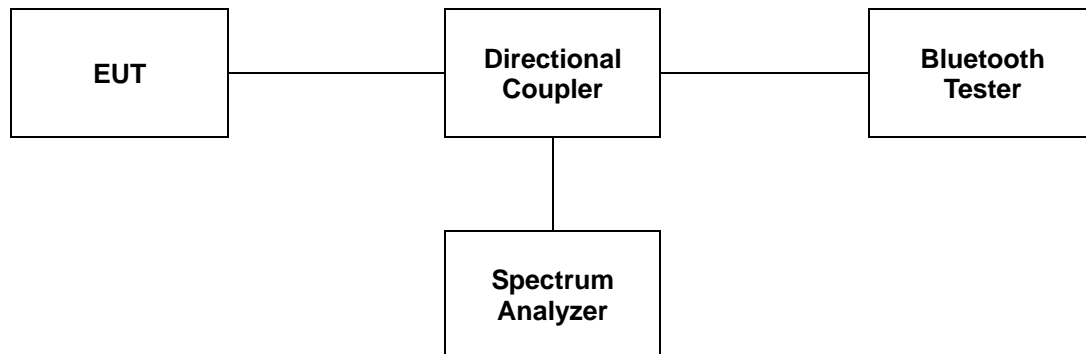 EUT
Directional
Coupler
Bluetooth
Tester
Spectrum
Analyzer